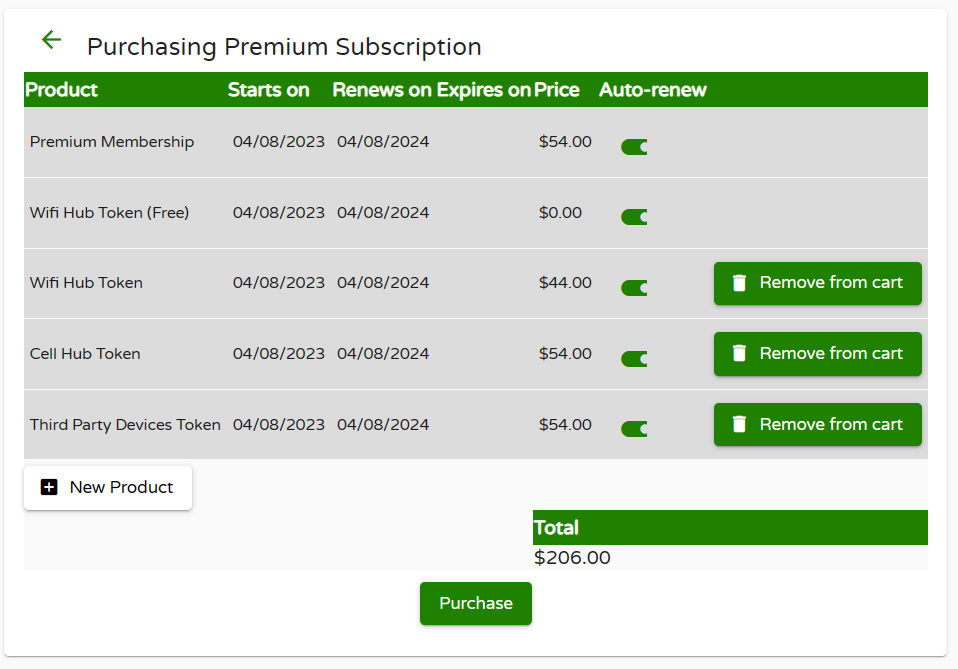 Purchasing Premium Subscription
Product Starts on Renews on Expires on Price Auto-renew
Premium Membership 04/08/2023 04/08/2024 $54.00
Wifi Hub Token (Free) 04/08/2023 04/08/2024 $0.00
Wifi Hub Token 04/08/2023 04/08/2024 $44.00 Remove from cart
Cell Hub Token 04/08/2023 04/08/2024 $54.00 Remove from cart
Third Party Devices Token 04/08/2023 04/08/2024 $54.00 Remove from cart
New Product
Total
$206.00
Purchase